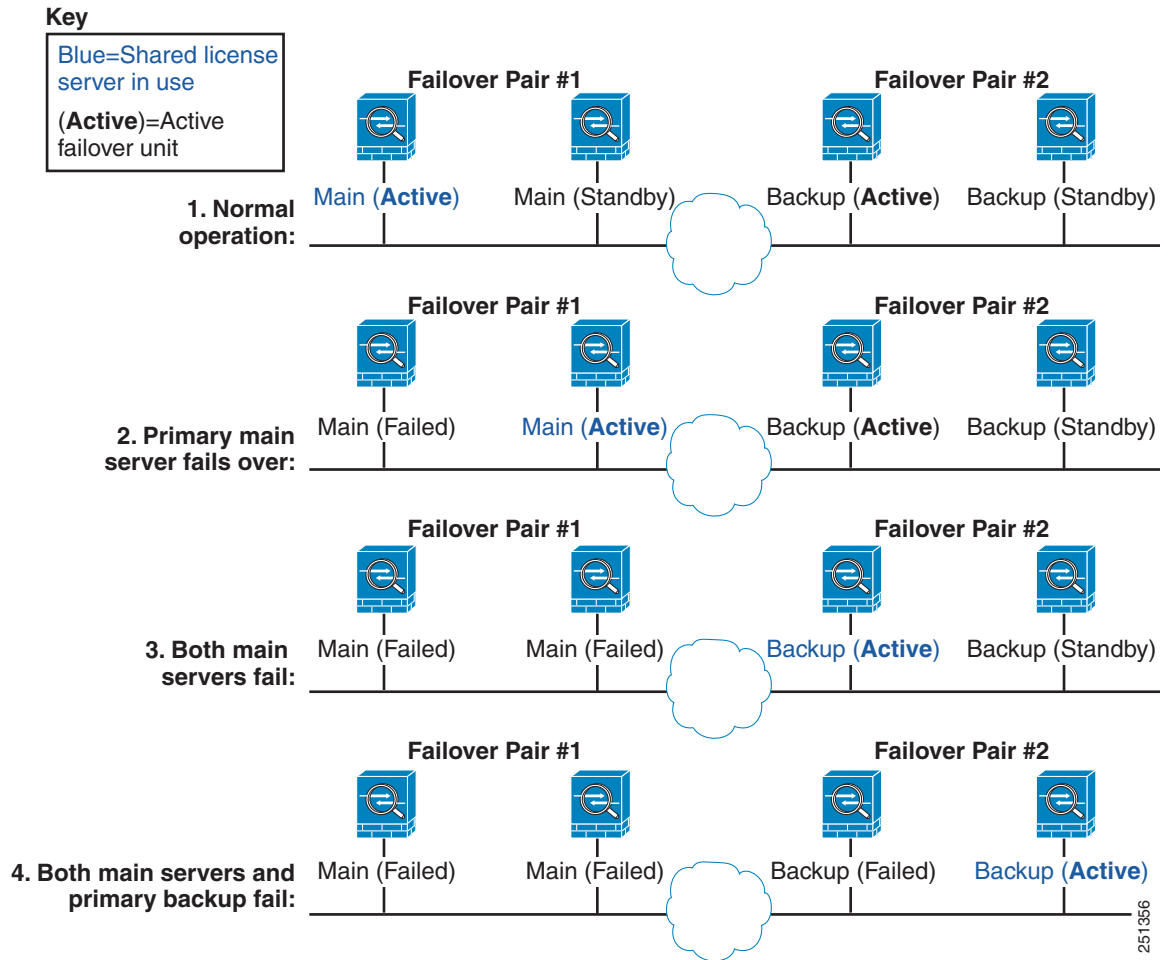 Key
Blue=Shared license
server in use
(Active)=Active
failover unit
Failover Pair #1
Failover Pair #2
1. Normal
operation:
Main (Active)
Main (Standby)
Backup (Active)
Backup (Standby)
Failover Pair #1
Failover Pair #2
2. Primary main
server fails over:
Main (Failed)
Main (Active)
Backup (Active)
Backup (Standby)
Failover Pair #1
Failover Pair #2
3. Both main
servers fail:
Main (Failed)
Main (Failed)
Backup (Active)
Backup (Standby)
Failover Pair #1
Failover Pair #2
4. Both main servers and
primary backup fail:
Main (Failed)
Main (Failed)
Backup (Failed)
Backup (Active)
251356